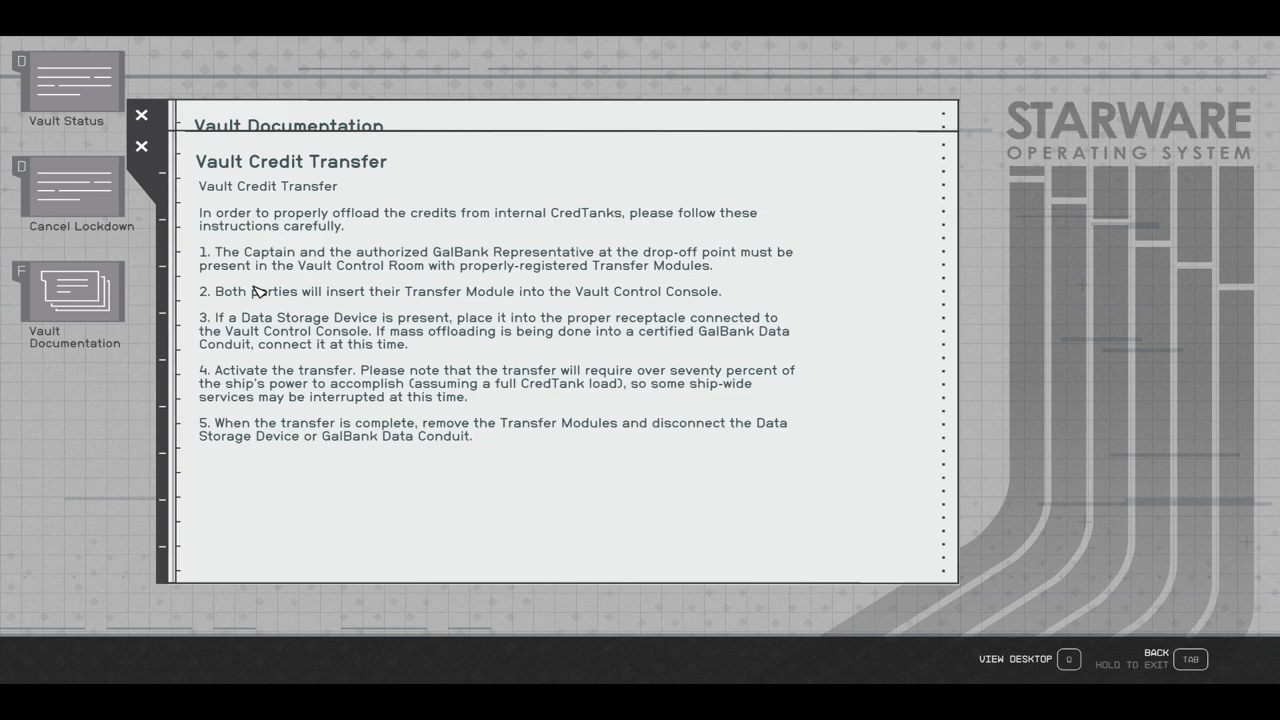 D
Vault Status
D
Cancel Lockdown
F
Vault
Documentation
Vault Documentation
Vault Credit Transfer
Vault Credit Transfer
In order to properly offload the credits from internal CredTanks, please follow these
instructions carefully.
1. The Captain and the authorized GalBank Representative at the drop-off point must be
present in the Vault Control Room with properly-registered Transfer Modules.
2. Both Parties will insert their Transfer Module into the Vault Control Console.
3. If a Data Storage Device is present, place it into the proper receptacle connected to
the Vault Control Console. If mass offloading is being done into a certified GalBank Data
Conduit, connect it at this time.
4. Activate the transfer. Please note that the transfer will require over seventy percent of
the ship's power to accomplish (assuming a full CredTank load), so some ship-wide
services may be interrupted at this time.
5. When the transfer is complete, remove the Transfer Modules and disconnect the Data
Storage Device or GalBank Data Conduit.
STARWARE
OPERATING SYSTEM
VIEW DESKTOP Q
BACK
HOLD TO EXIT TAB